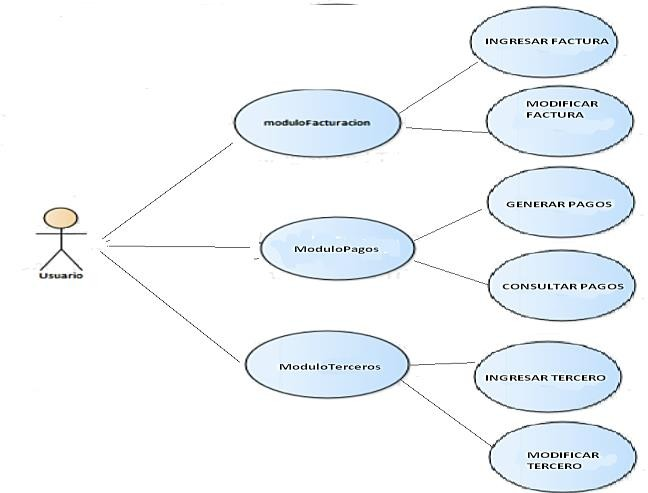 INGRESAR FACTURA
MODIFICAR
FACTURA
moduloFacturacion
GENERAR PAGOS
ModuloPagos
CONSULTAR PAGOS
Usuario
ModuloTerceros
INGRESAR TERCERO
MODIFICAR
TERCERO